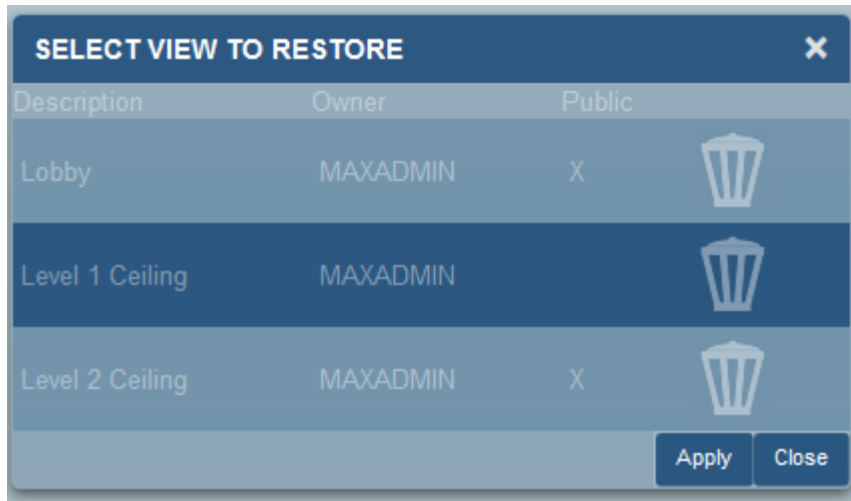 SELECT VIEW TO RESTORE
Description Owner Public
Lobby MAXADMIN X
Level 1 Ceiling MAXADMIN
Level 2 Ceiling MAXADMIN X
Apply Close